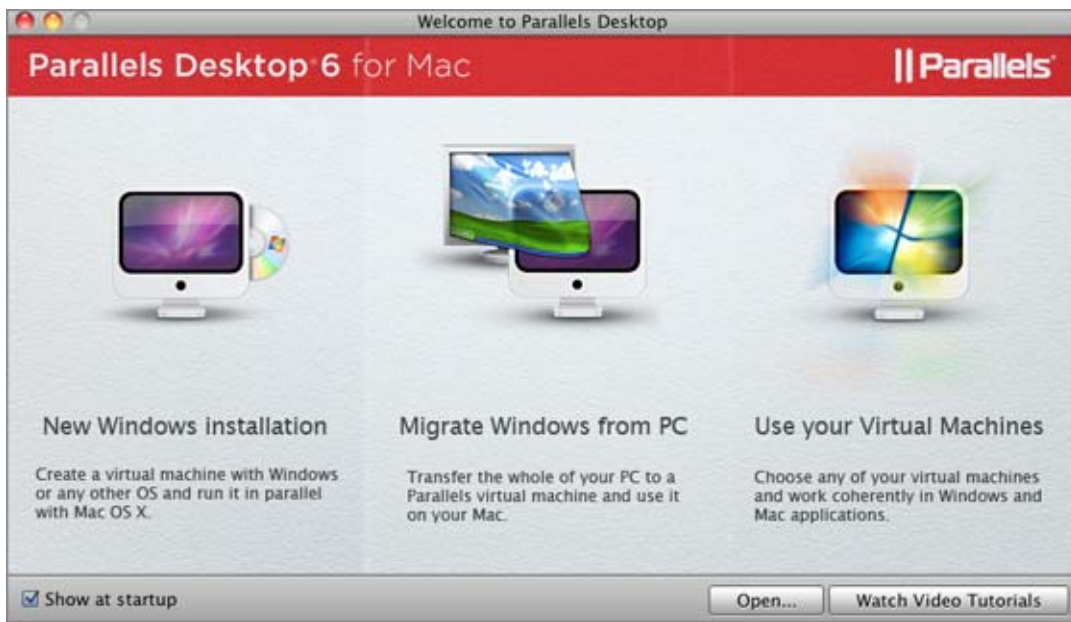 Welcome to Parallels Desktop
Parallels Desktop® 6 for Mac
Parallels®
New Windows installation
Create a virtual machine with Windows
or any other OS and run it in parallel
with Mac OS X.
Migrate Windows from PC
Transfer the whole of your PC to a
Parallels virtual machine and use it
on your Mac.
Use your Virtual Machines
Choose any of your virtual machines
and work coherently in Windows and
Mac applications.
Show at startup
Open...
Watch Video Tutorials